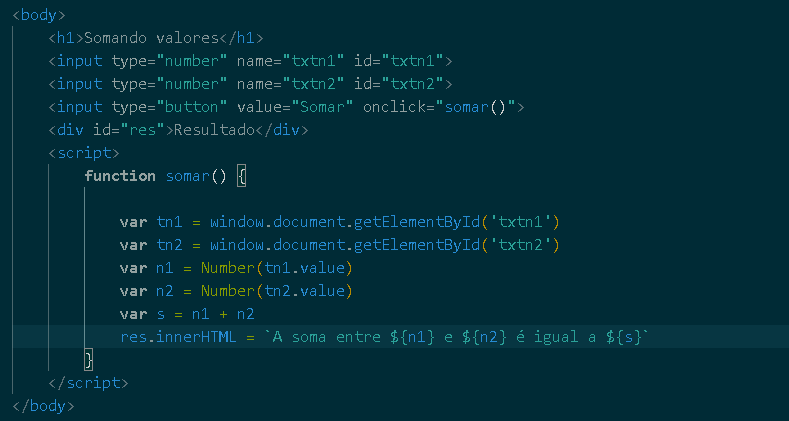 <body>
<h1>Somando valores</h1>
<input type="number" name="txtn1" id="txtn1">
<input type="number" name="txtn2" id="txtn2">
<input type="button" value="Somar" onclick="somar()">
<div id="res">Resultado</div>
<script>
function somar() {
var tn1 = window.document.getElementById('txtn1')
var tn2 = window.document.getElementById('txtn2')
var n1 = Number(tn1.value)
var n2 = Number(tn2.value)
var s = n1 + n2
res.innerHTML = `A soma entre ${n1} e ${n2} é igual a ${s}`
}
</script>
</body>